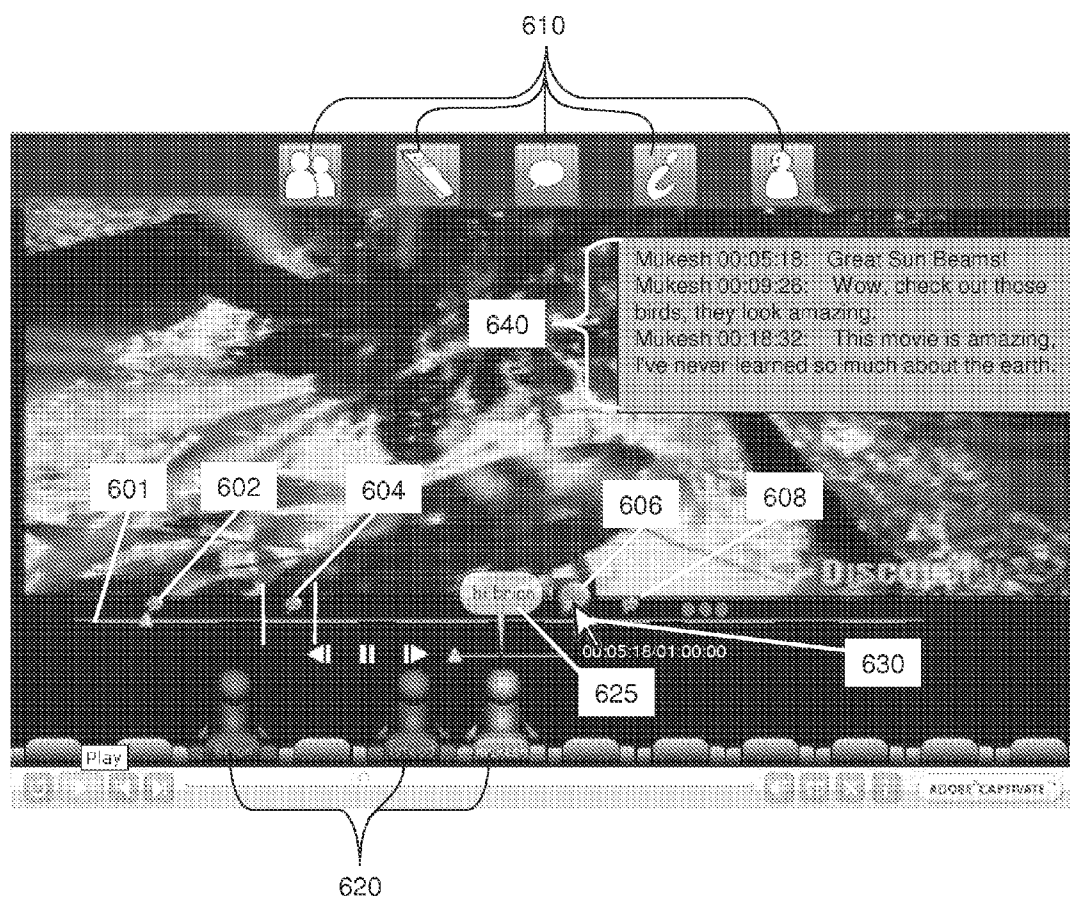 610
Mukesh 00:05:18: Great Sun Beams!
Mukesh 00:09:26: Wow, check out those
birds, they look amazing.
Mukesh 00:18:32: This movie is amazing,
I've never learned so much about the earth.
640
601
602
604
606
608
00:05:18/01:00:00
630
625
Play
ADOBE CAPTIVATE
620